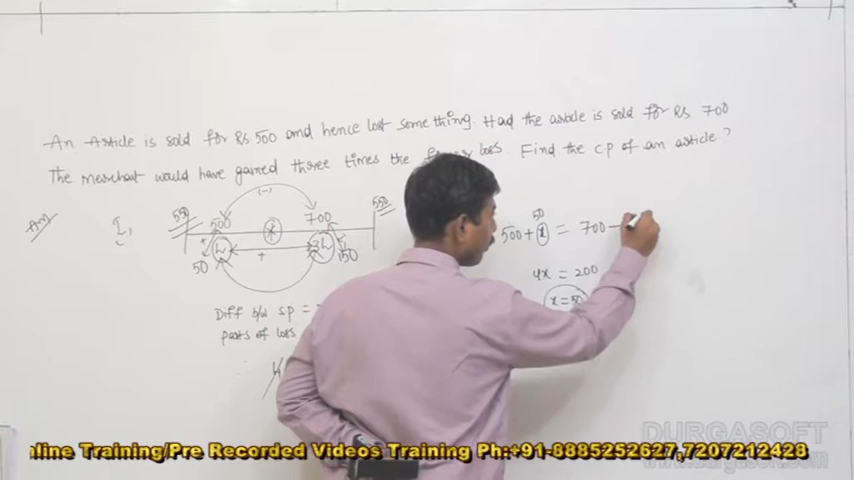 An Article is sold for Rs 500 and hence lost something. Had the article is sold for Rs 700
The merchant would have gained three times the former loss. Find the CP of an article?
Ans
I,
(-)
550
500
x
700
550
L
+
3L
50
150
Diff b/w SP =
parts of loss
50
500 + x = 700 -
4x = 200
x = 50
DURGASOFT
nline Training/Pre Recorded Video Training Ph:+91-8885252627,7207212428